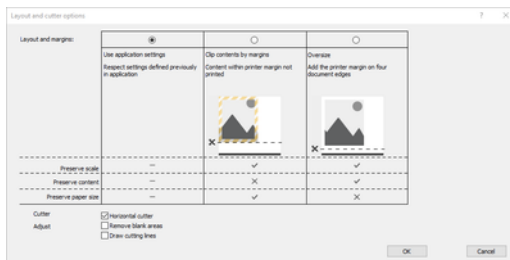 Layout and cutter options
? ×
Layout and margins:
Use application settings
Respect settings defined previously
in application
Clip contents by margins
Content within printer margin not
printed
Oversize
Add the printer margin on four
document edges
Preserve scale — ✓ ✓
Preserve content — × ✓
Preserve paper size — ✓ ×
Cutter
Horizontal cutter
Adjust
Remove blank areas
Draw cutting lines
OK
Cancel